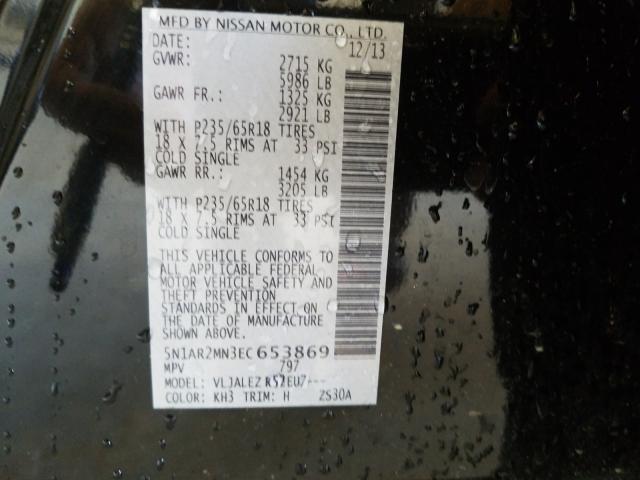 MFD BY NISSAN MOTOR CO., LTD.
DATE: 12/13
GVWR: 2715 KG
5986 LB
GAWR FR.: 1325 KG
2921 LB
WITH P235/65R18 TIRES
18 X 7.5 RIMS AT 33 PSI
COLD SINGLE
GAWR RR.: 1454 KG
3205 LB
WITH P235/65R18 TIRES
18 X 7.5 RIMS AT 33 PSI
COLD SINGLE
THIS VEHICLE CONFORMS TO
ALL APPLICABLE FEDERAL
MOTOR VEHICLE SAFETY AND
THEFT PREVENTION
STANDARDS IN EFFECT ON
THE DATE OF MANUFACTURE
SHOWN ABOVE.
5N1AR2MN3EC653869
MPV 797
MODEL: VLJALEZ R52EU7---
COLOR: KH3 TRIM: H ZS30A